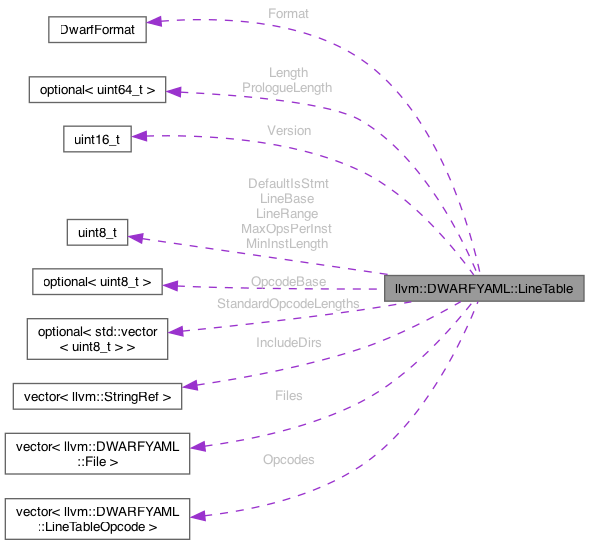 Format
DwarfFormat
Length
PrologueLength
optional< uint64_t >
Version
uint16_t
DefaultIsStmt
LineBase
LineRange
MaxOpsPerInst
MinInstLength
uint8_t
OpcodeBase
optional< uint8_t >
llvm::DWARFYAML::LineTable
StandardOpcodeLengths
optional< std::vector
< uint8_t > >
IncludeDirs
vector< llvm::StringRef >
Files
vector< llvm::DWARFYAML
::File >
Opcodes
vector< llvm::DWARFYAML
::LineTableOpcode >